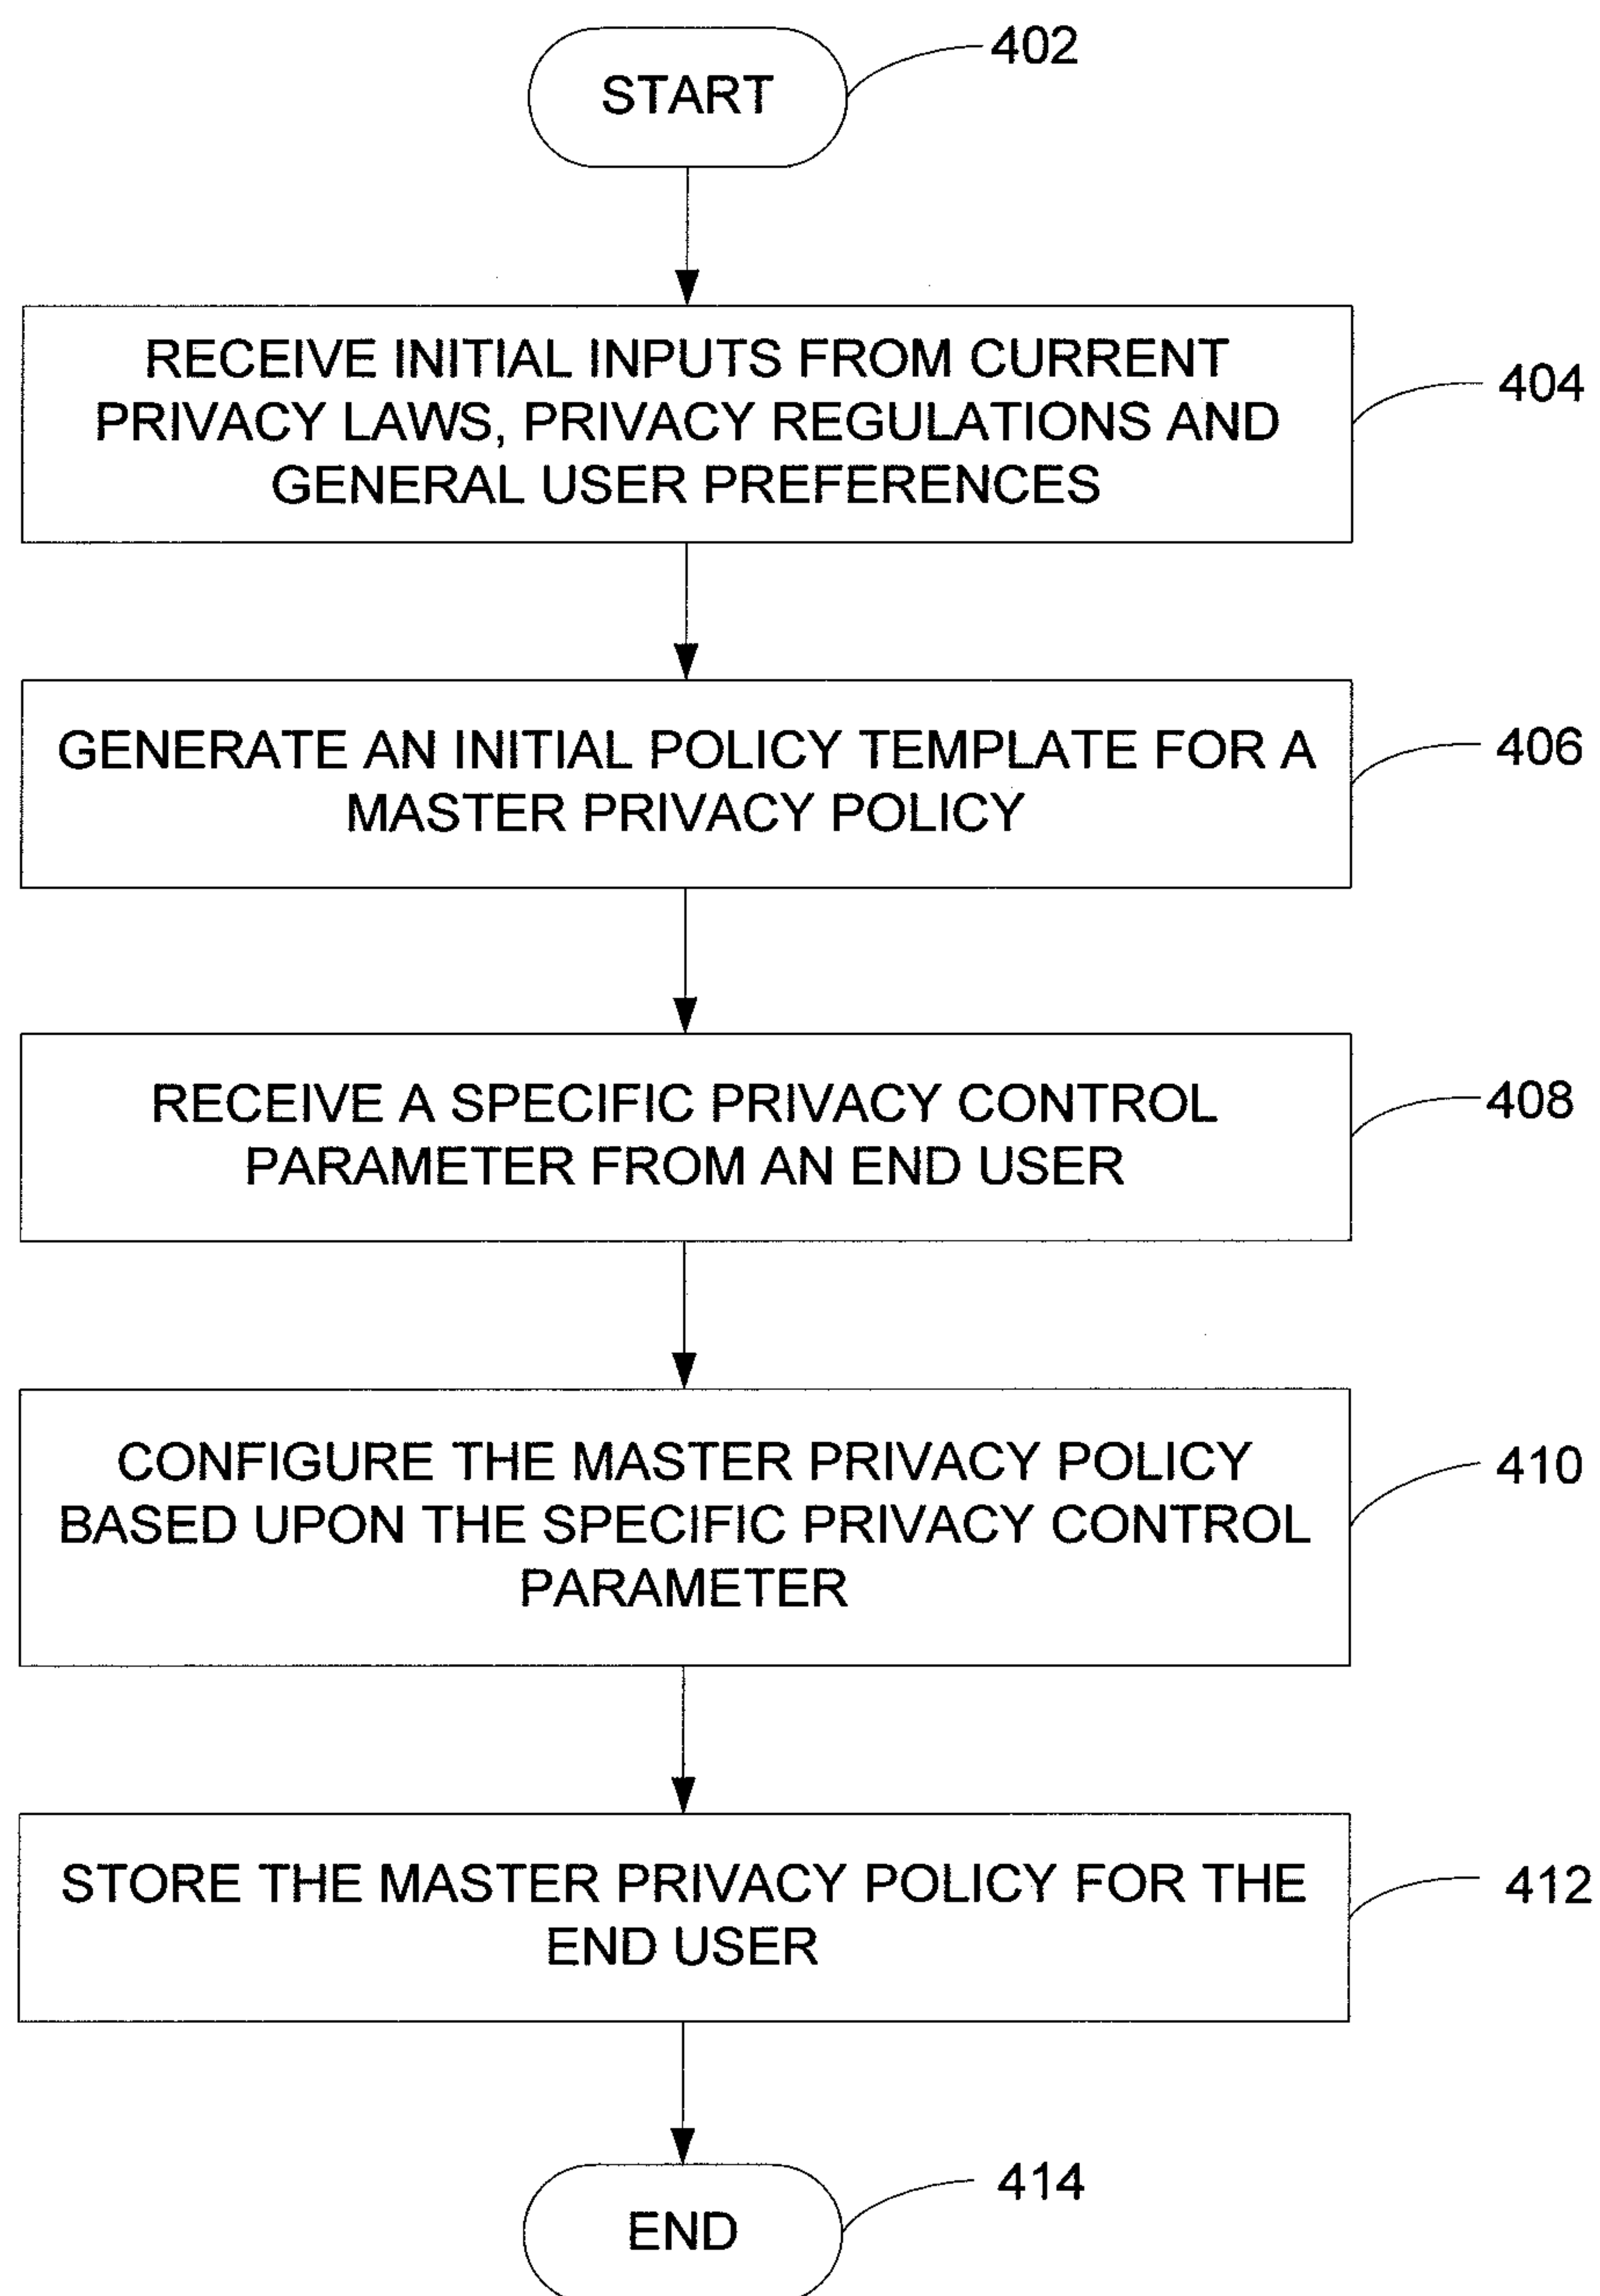 START
402
RECEIVE INITIAL INPUTS FROM CURRENT
PRIVACY LAWS, PRIVACY REGULATIONS AND
GENERAL USER PREFERENCES
404
GENERATE AN INITIAL POLICY TEMPLATE FOR A
MASTER PRIVACY POLICY
406
RECEIVE A SPECIFIC PRIVACY CONTROL
PARAMETER FROM AN END USER
408
CONFIGURE THE MASTER PRIVACY POLICY
BASED UPON THE SPECIFIC PRIVACY CONTROL
PARAMETER
410
STORE THE MASTER PRIVACY POLICY FOR THE
END USER
412
END
414